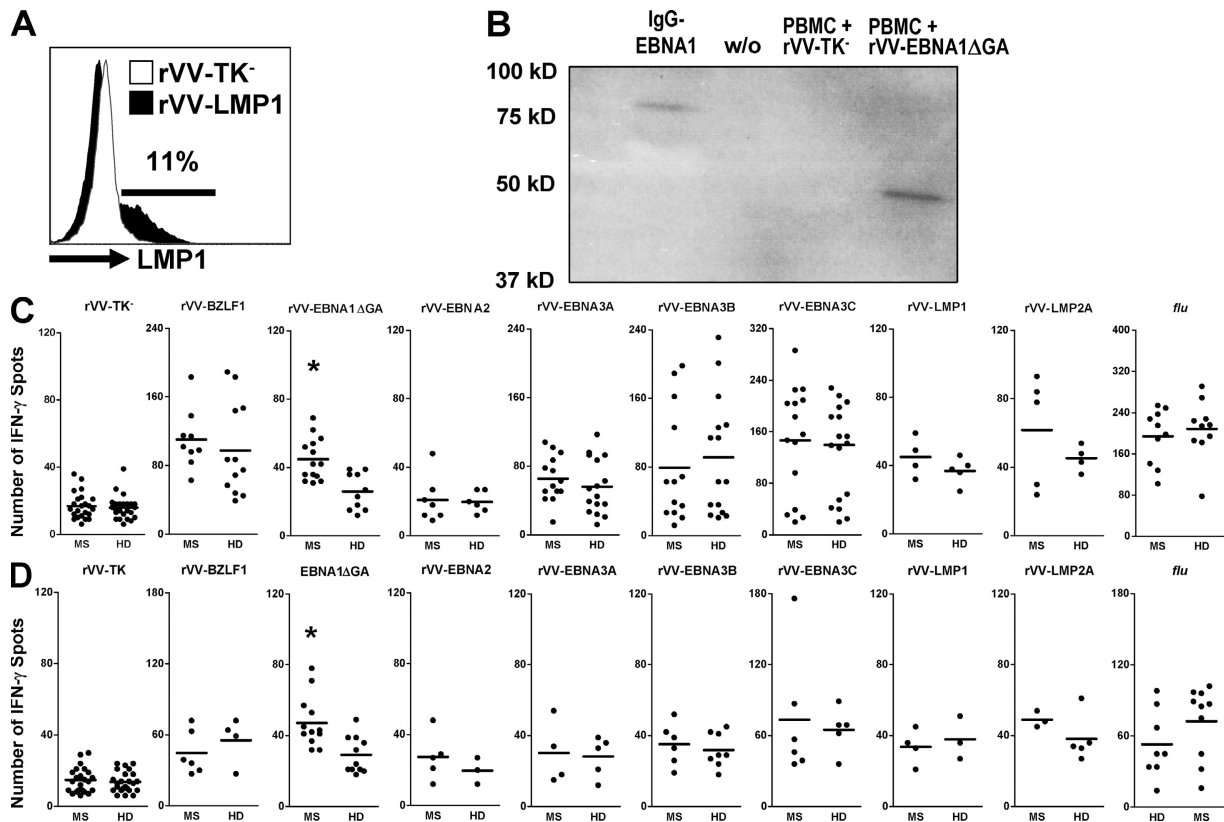 A
rVV-TK-
rVV-LMP1
11%
LMP1
B
IgG-
EBNA1
w/o
PBMC +
rVV-TK-
PBMC +
rVV-EBNA1ΔGA
100 kD
75 kD
50 kD
37 kD
C
rVV-TK-
rVV-BZLF1
rVV-EBNA1ΔGA
rVV-EBNA2
rVV-EBNA3A
rVV-EBNA3B
rVV-EBNA3C
rVV-LMP1
rVV-LMP2A
flu
Number of IFN-γ Spots
120
80
40
0
MS HD
240
160
80
0
MS HD
120
80
40
0
*
MS HD
120
80
40
0
MS HD
240
160
80
0
MS HD
240
160
80
0
MS HD
320
240
160
80
0
MS HD
120
80
40
0
MS HD
120
80
40
0
MS HD
400
320
240
160
80
0
MS HD
D
rVV-TK
rVV-BZLF1
EBNA1ΔGA
rVV-EBNA2
rVV-EBNA3A
rVV-EBNA3B
rVV-EBNA3C
rVV-LMP1
rVV-LMP2A
flu
Number of IFN-γ Spots
120
80
40
0
MS HD
180
120
60
0
MS HD
120
80
40
0
*
MS HD
120
80
40
0
MS HD
120
80
40
0
MS HD
120
80
40
0
MS HD
180
120
60
0
MS HD
120
80
40
0
MS HD
120
80
40
0
MS HD
180
120
60
0
HD MS